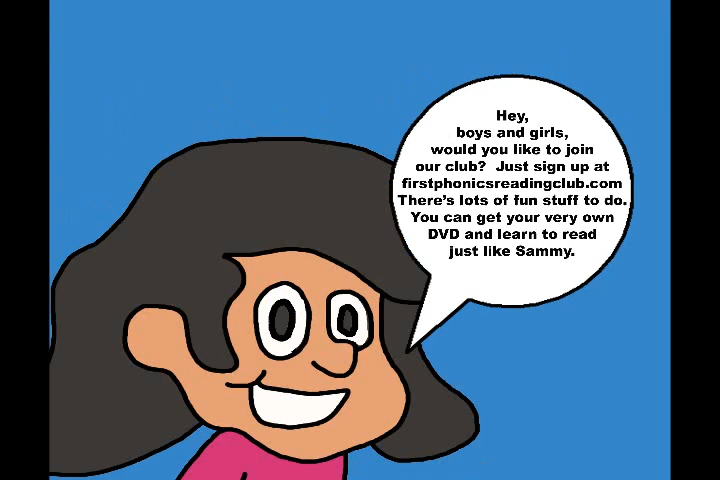 Hey,
boys and girls,
would you like to join
our club?  Just sign up at
firstphonicsreadingclub.com
There's lots of fun stuff to do.
You can get your very own
DVD and learn to read
just like Sammy.